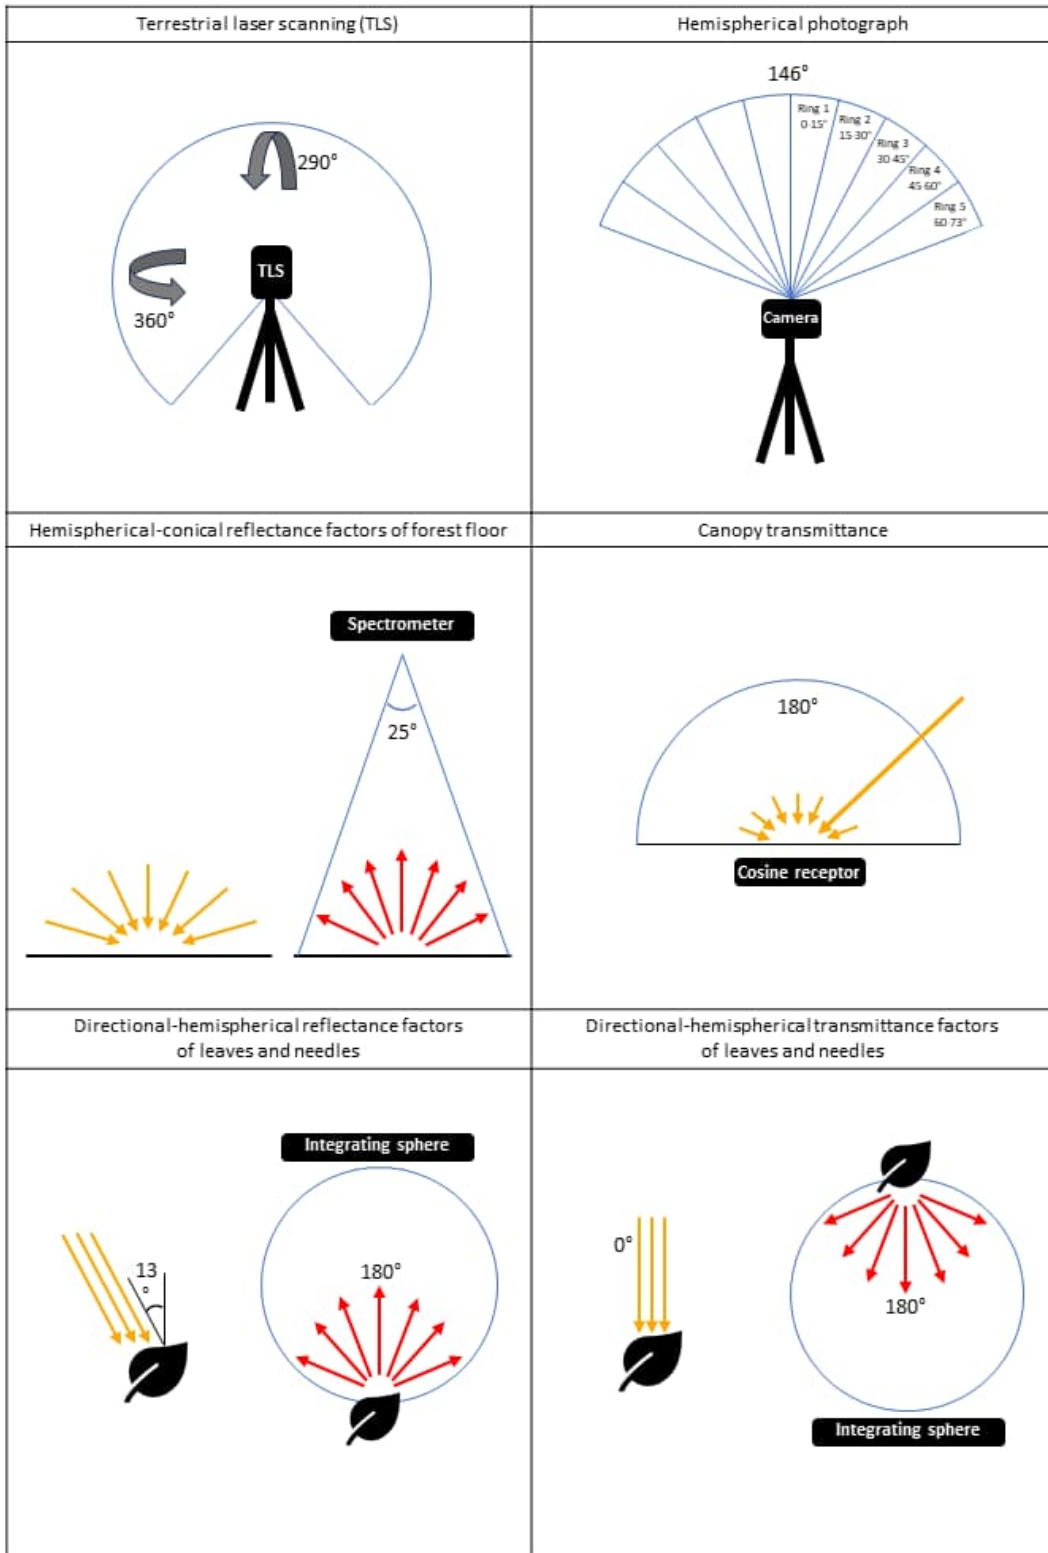 Terrestrial laser scanning (TLS)
Hemispherical photograph
290°
TLS
360°
146°
Ring 1
0-15°
Ring 2
15-30°
Ring 3
30-45°
Ring 4
45-60°
Ring 5
60-73°
Camera
Hemispherical-conical reflectance factors of forest floor
Canopy transmittance
Spectrometer
25°
180°
Cosine receptor
Directional-hemispherical reflectance factors
of leaves and needles
Directional-hemispherical transmittance factors
of leaves and needles
Integrating sphere
13
°
180°
0°
180°
Integrating sphere